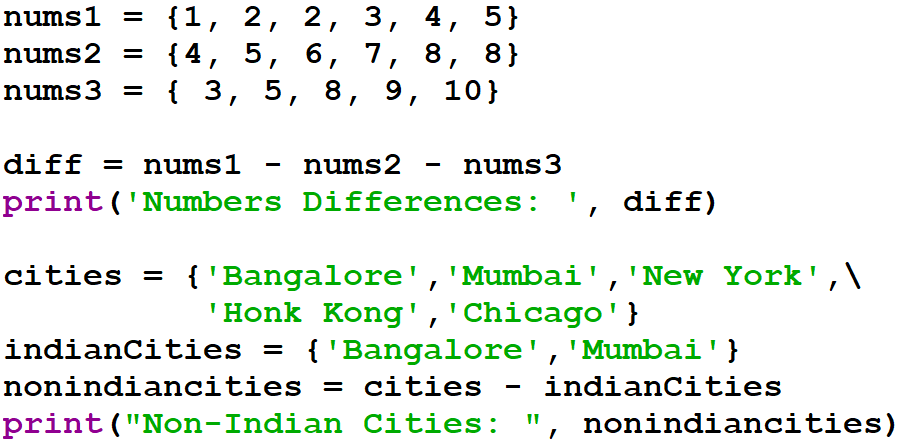 nums1 = {1, 2, 2, 3, 4, 5}
nums2 = {4, 5, 6, 7, 8, 8}
nums3 = { 3, 5, 8, 9, 10}
diff = nums1 - nums2 - nums3
print('Numbers Differences: ', diff)
cities = {'Bangalore','Mumbai','New York',\
'Honk Kong','Chicago'}
indianCities = {'Bangalore','Mumbai'}
nonindiancities = cities - indianCities
print("Non-Indian Cities: ", nonindiancities)